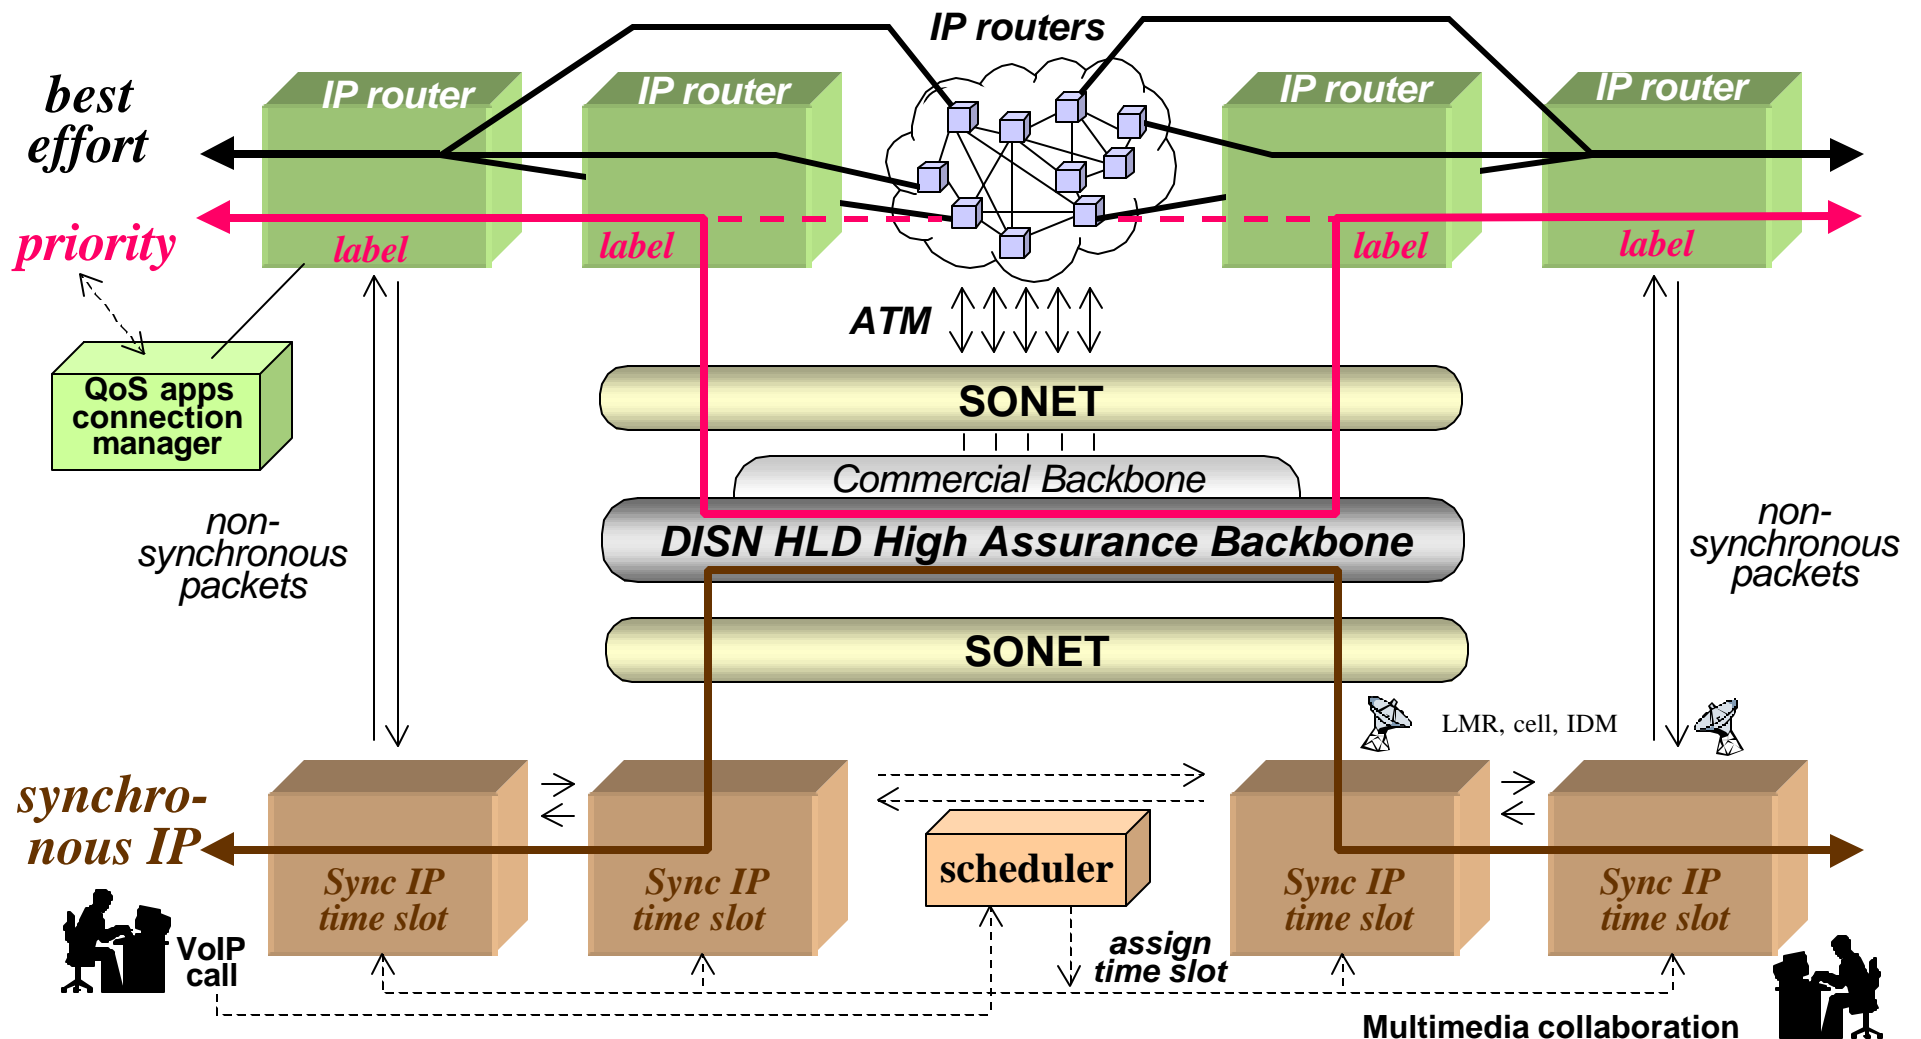 IP routers
IP router
IP router
IP router
IP router
best
effort
priority
label
label
label
label
ATM
QoS apps
connection
manager
SONET
Commercial Backbone
DISN HLD High Assurance Backbone
SONET
non-
synchronous
packets
non-
synchronous
packets
LMR, cell, IDM
synchro-
nous IP
Sync IP
time slot
Sync IP
time slot
scheduler
Sync IP
time slot
Sync IP
time slot
VoIP
call
assign
time slot
Multimedia collaboration